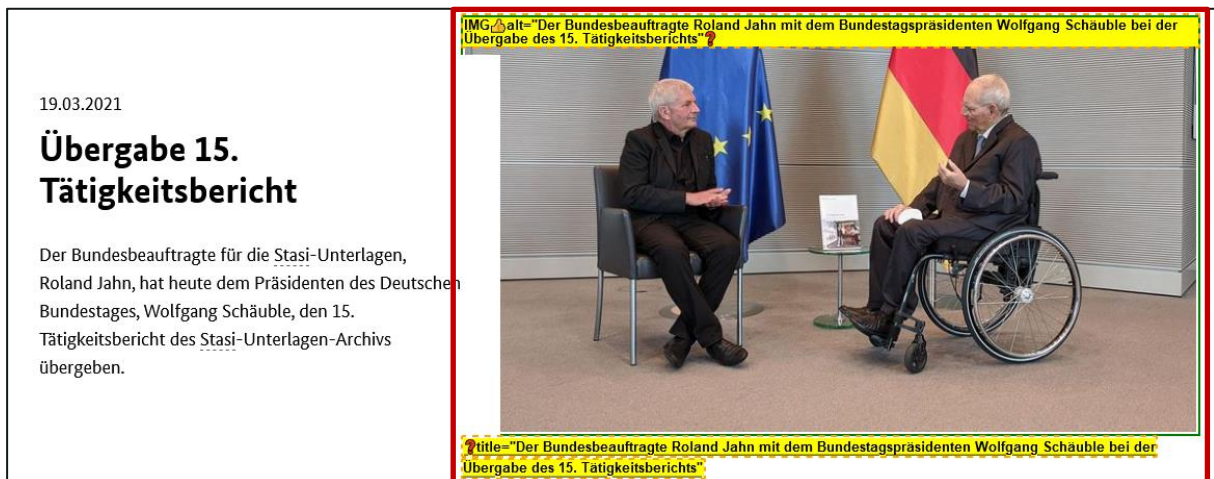 IMG👍alt="Der Bundesbeauftragte Roland Jahn mit dem Bundestagspräsidenten Wolfgang Schäuble bei der
Übergabe des 15. Tätigkeitsberichts"❓
19.03.2021
Übergabe 15.
Tätigkeitsbericht
Der Bundesbeauftragte für die Stasi-Unterlagen,
Roland Jahn, hat heute dem Präsidenten des Deutschen
Bundestages, Wolfgang Schäuble, den 15.
Tätigkeitsbericht des Stasi-Unterlagen-Archivs
übergeben.
❓title="Der Bundesbeauftragte Roland Jahn mit dem Bundestagspräsidenten Wolfgang Schäuble bei der
Übergabe des 15. Tätigkeitsberichts"